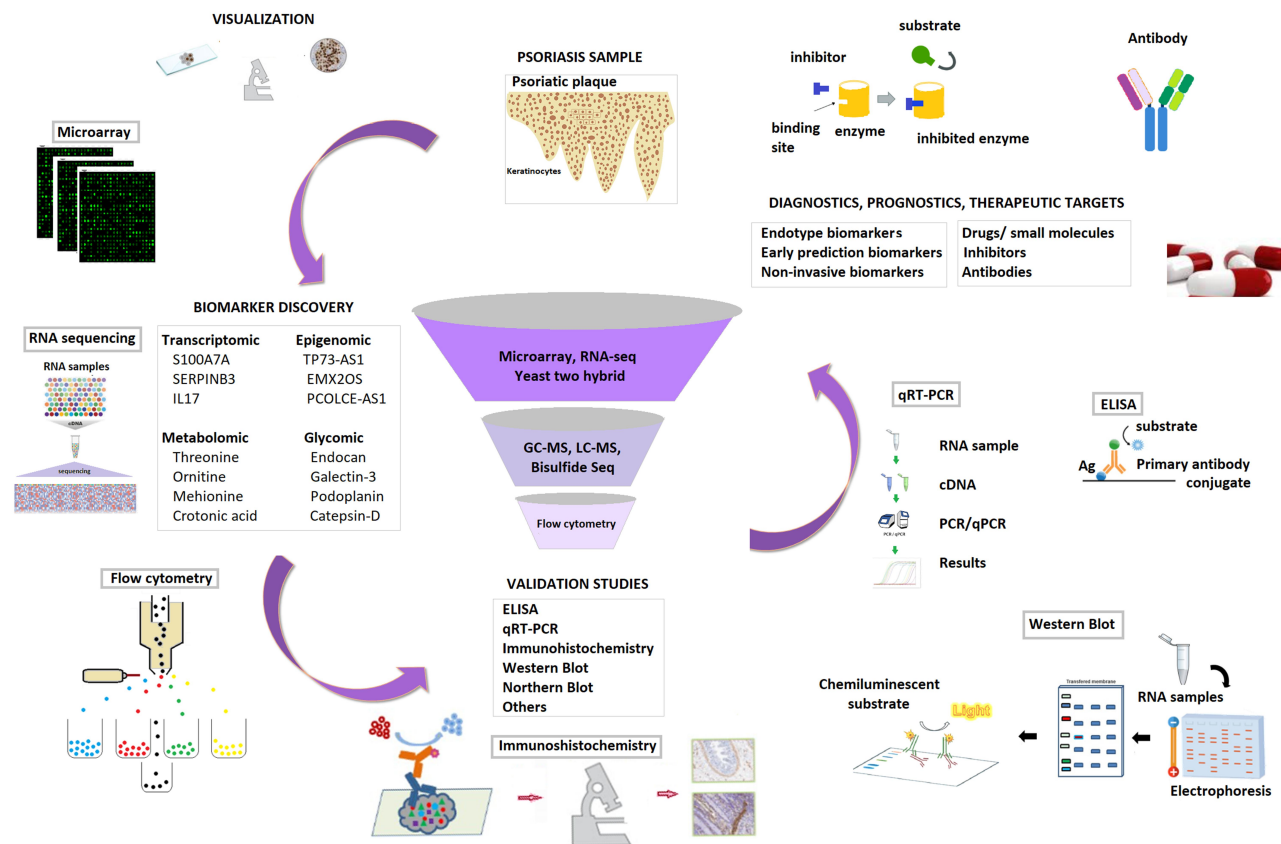 VISUALIZATION
PSORIASIS SAMPLE
Psoriatic plaque
Keratinocytes
substrate
inhibitor
binding
site
enzyme
inhibited enzyme
Antibody
Microarray
DIAGNOSTICS, PROGNOSTICS, THERAPEUTIC TARGETS
Endotype biomarkers
Early prediction biomarkers
Non-invasive biomarkers
Drugs/ small molecules
Inhibitors
Antibodies
BIOMARKER DISCOVERY
Transcriptomic
S100A7A
SERPINB3
IL17
Epigenomic
TP73-AS1
EMX2OS
PCOLCE-AS1
Metabolomic
Threonine
Ornitine
Mehionine
Crotonic acid
Glycomic
Endocan
Galectin-3
Podoplanin
Catepsin-D
RNA sequencing
RNA samples
cDNA
sequencing
Microarray, RNA-seq
Yeast two hybrid
GC-MS, LC-MS,
Bisulfide Seq
Flow cytometry
qRT-PCR
RNA sample
cDNA
PCR/qPCR
PCR / qPCR
Results
ELISA
substrate
Ag
Primary antibody
conjugate
Flow cytometry
VALIDATION STUDIES
ELISA
qRT-PCR
Immunohistochemistry
Western Blot
Northern Blot
Others
Immunoshistochemistry
Western Blot
Chemiluminescent
substrate
Light
Transfered membrane
RNA samples
Electrophoresis